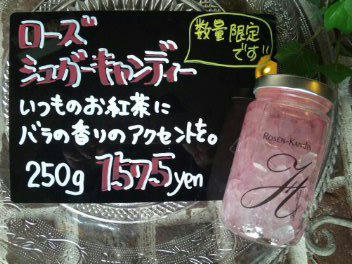 ローズ
シュガーキャンディー
数量限定
です!!
いつものお紅茶に
バラの香りのアクセントを。
250g 1575yen
ROSEN-KANDIS
H